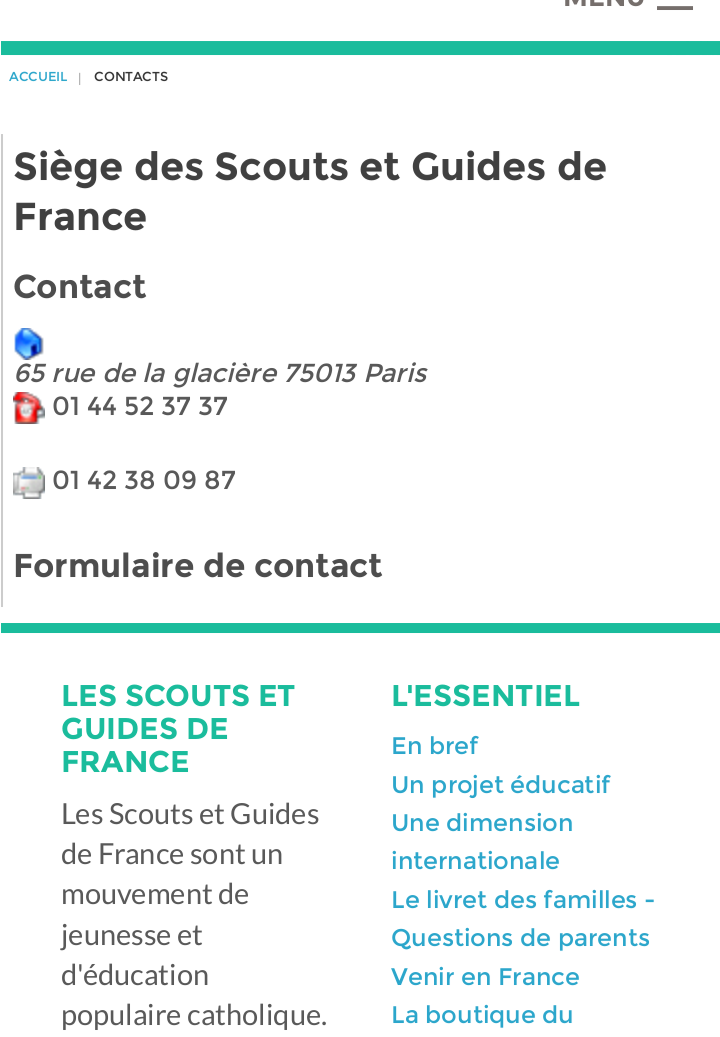 MENU
ACCUEIL | CONTACTS
Siège des Scouts et Guides de
France
Contact
65 rue de la glacière 75013 Paris
01 44 52 37 37
01 42 38 09 87
Formulaire de contact
LES SCOUTS ET
GUIDES DE
FRANCE
Les Scouts et Guides
de France sont un
mouvement de
jeunesse et
d'éducation
populaire catholique.
L'ESSENTIEL
En bref
Un projet éducatif
Une dimension
internationale
Le livret des familles -
Questions de parents
Venir en France
La boutique du